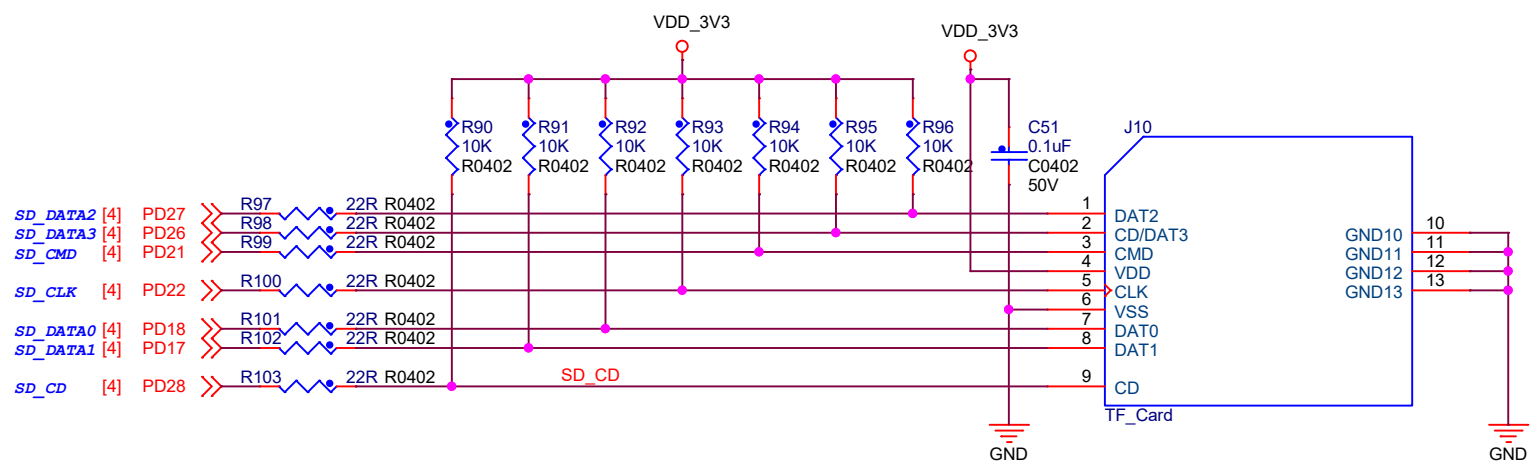 VDD_3V3
VDD_3V3
R90 R91 R92 R93 R94 R95 R96 C51 J10
10K 10K 10K 10K 10K 10K 10K 0.1uF
R0402 R0402 R0402 R0402 R0402 R0402 R0402 C0402
50V
SD_DATA2 [4] PD27 R97 22R R0402 1 DAT2
SD_DATA3 [4] PD26 R98 22R R0402 2 CD/DAT3 GND10 10
SD_CMD [4] PD21 R99 22R R0402 3 CMD GND11 11
4 VDD GND12 12
SD_CLK [4] PD22 R100 22R R0402 5 CLK GND13 13
6 VSS
SD_DATA0 [4] PD18 R101 22R R0402 7 DAT0
SD_DATA1 [4] PD17 R102 22R R0402 8 DAT1
SD_CD [4] PD28 R103 22R R0402 SD_CD 9 CD
TF_Card
GND GND